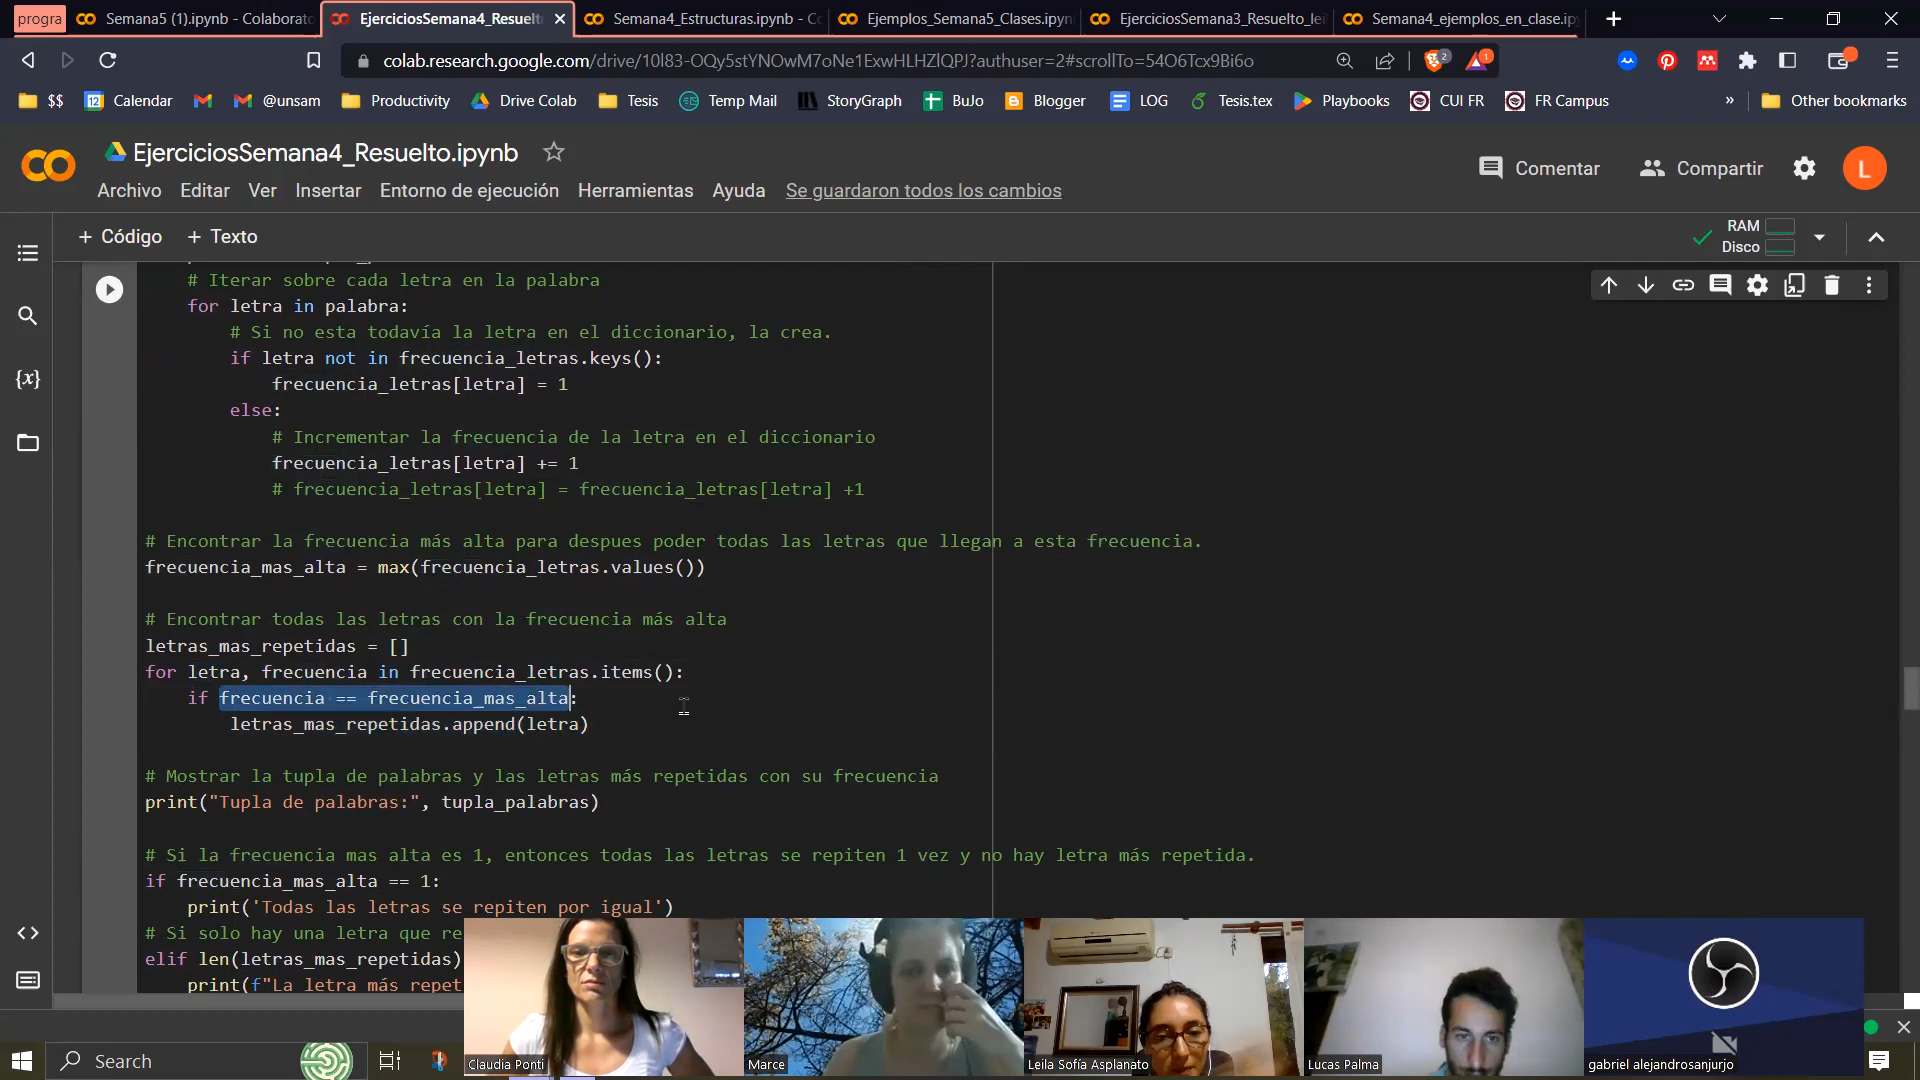 progra
Semana5 (1).ipynb - Colaborato
EjerciciosSemana4_Resuelt
Semana4_Estructuras.ipynb - Co
Ejemplos_Semana5_Clases.ipyn
EjerciciosSemana3_Resuelto_lei
Semana4_ejemplos_en_clase.ip
colab.research.google.com/drive/10l83-OQy5stYNOwM7oNe1ExwHLHZlQPJ?authuser=2#scrollTo=54O6Tcx9Bi6o
2
1
$$
12
Calendar
@unsam
Productivity
Drive Colab
Tesis
Temp Mail
StoryGraph
BuJo
Blogger
LOG
Tesis.tex
Playbooks
CUI FR
FR Campus
»
Other bookmarks
EjerciciosSemana4_Resuelto.ipynb
Comentar
Compartir
L
Archivo
Editar
Ver
Insertar
Entorno de ejecución
Herramientas
Ayuda
Se guardaron todos los cambios
+ Código
+ Texto
RAM
Disco
{x}
# Iterar sobre cada letra en la palabra
for letra in palabra:
# Si no esta todavía la letra en el diccionario, la crea.
if letra not in frecuencia_letras.keys():
frecuencia_letras[letra] = 1
else:
# Incrementar la frecuencia de la letra en el diccionario
frecuencia_letras[letra] += 1
# frecuencia_letras[letra] = frecuencia_letras[letra] +1
# Encontrar la frecuencia más alta para despues poder todas las letras que llegan a esta frecuencia.
frecuencia_mas_alta = max(frecuencia_letras.values())
# Encontrar todas las letras con la frecuencia más alta
letras_mas_repetidas = []
for letra, frecuencia in frecuencia_letras.items():
if frecuencia == frecuencia_mas_alta:
letras_mas_repetidas.append(letra)
# Mostrar la tupla de palabras y las letras más repetidas con su frecuencia
print("Tupla de palabras:", tupla_palabras)
# Si la frecuencia mas alta es 1, entonces todas las letras se repiten 1 vez y no hay letra más repetida.
if frecuencia_mas_alta == 1:
print('Todas las letras se repiten por igual')
# Si solo hay una letra que re
elif len(letras_mas_repetidas)
print(f"La letra más repet
Claudia Ponti
Marce
Leila Sofía Asplanato
Lucas Palma
gabriel alejandrosanjurjo
Search